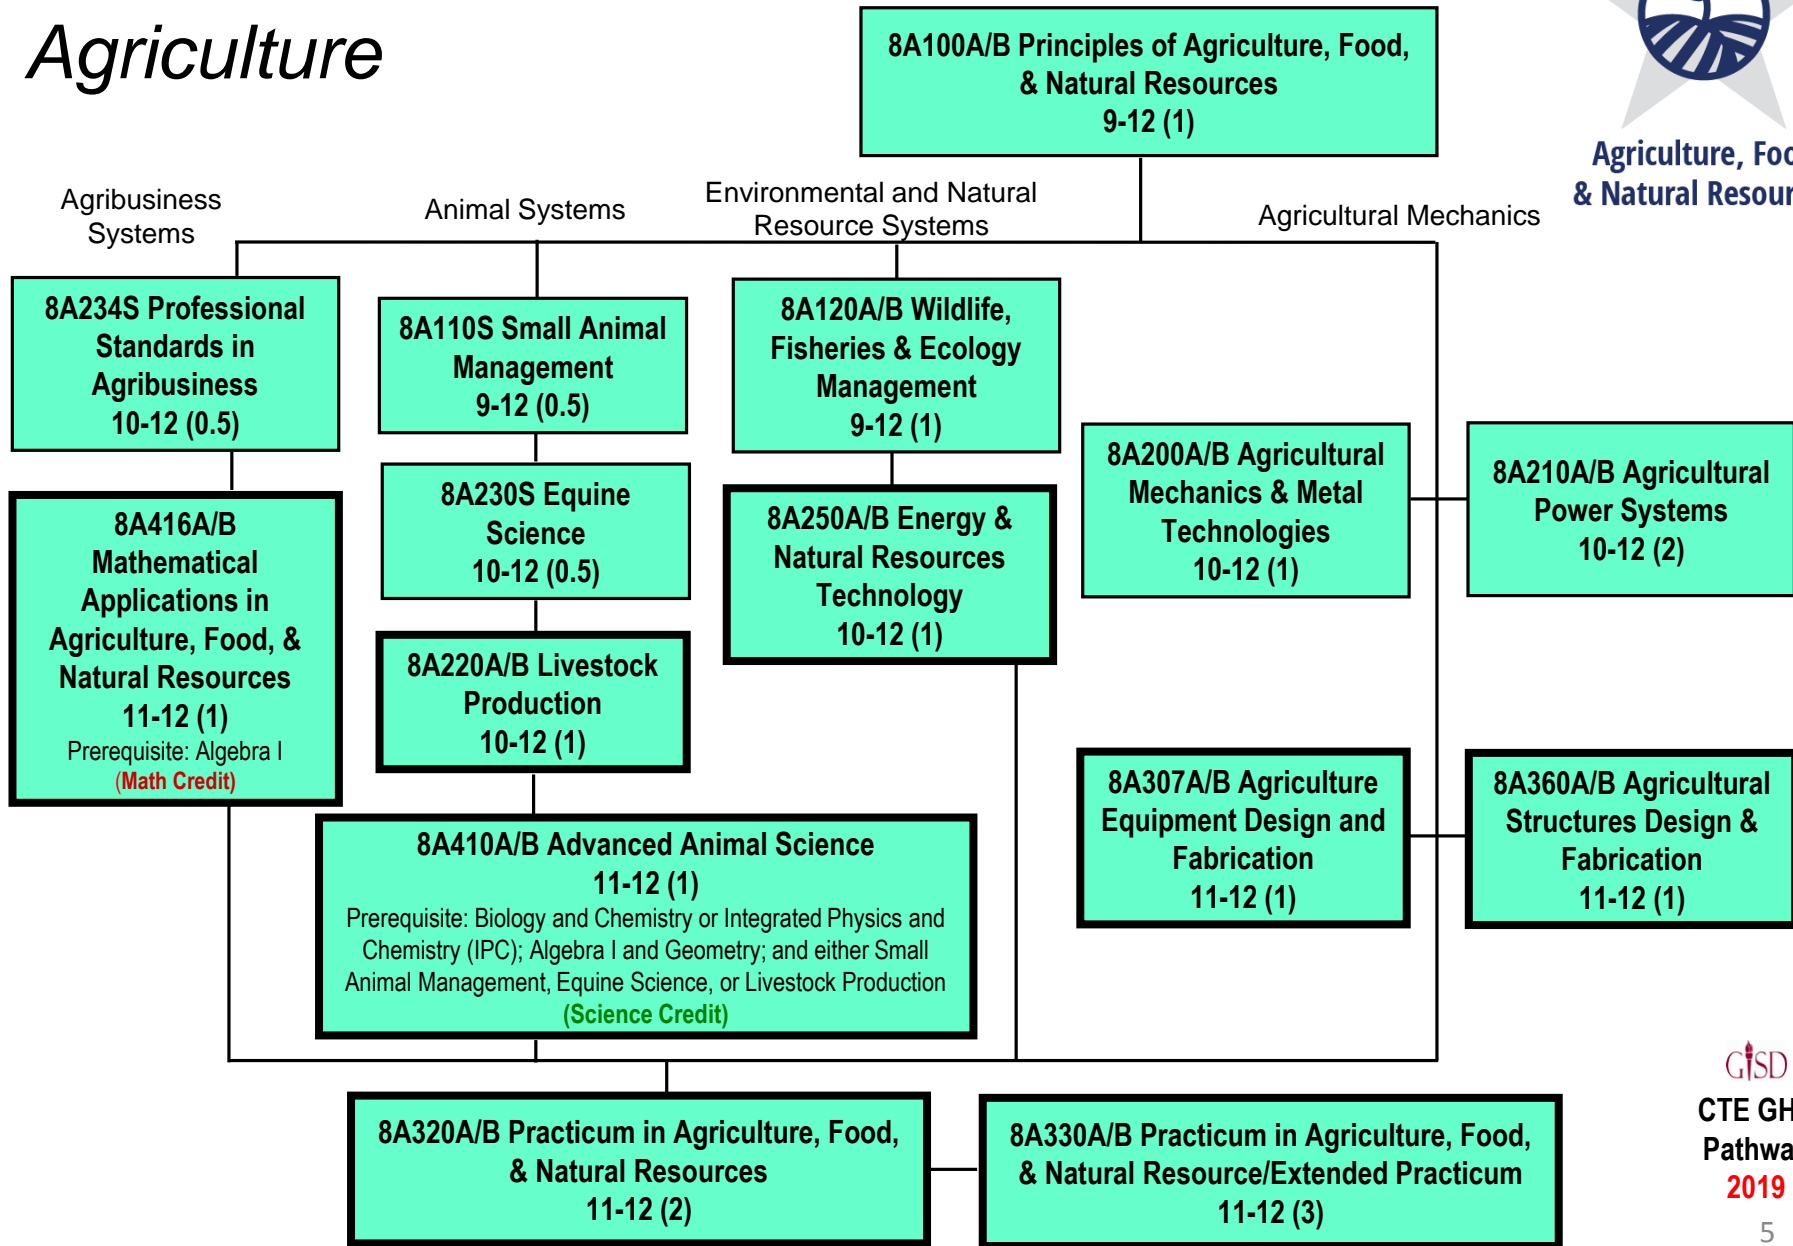 Agriculture
8A100A/B Principles of Agriculture, Food,
& Natural Resources
9-12 (1)
Agriculture, Foo
& Natural Resour
Agribusiness
Systems
Animal Systems
Environmental and Natural
Resource Systems
Agricultural Mechanics
8A234S Professional
Standards in
Agribusiness
10-12 (0.5)
8A416A/B
Mathematical
Applications in
Agriculture, Food, &
Natural Resources
11-12 (1)
Prerequisite: Algebra I
(Math Credit)
8A110S Small Animal
Management
9-12 (0.5)
8A230S Equine
Science
10-12 (0.5)
8A220A/B Livestock
Production
10-12 (1)
8A410A/B Advanced Animal Science
11-12 (1)
Prerequisite: Biology and Chemistry or Integrated Physics and
Chemistry (IPC); Algebra I and Geometry; and either Small
Animal Management, Equine Science, or Livestock Production
(Science Credit)
8A120A/B Wildlife,
Fisheries & Ecology
Management
9-12 (1)
8A250A/B Energy &
Natural Resources
Technology
10-12 (1)
8A200A/B Agricultural
Mechanics & Metal
Technologies
10-12 (1)
8A210A/B Agricultural
Power Systems
10-12 (2)
8A307A/B Agriculture
Equipment Design and
Fabrication
11-12 (1)
8A360A/B Agricultural
Structures Design &
Fabrication
11-12 (1)
8A320A/B Practicum in Agriculture, Food,
& Natural Resources
11-12 (2)
8A330A/B Practicum in Agriculture, Food,
& Natural Resource/Extended Practicum
11-12 (3)
GISD
CTE GH
Pathwa
2019
5